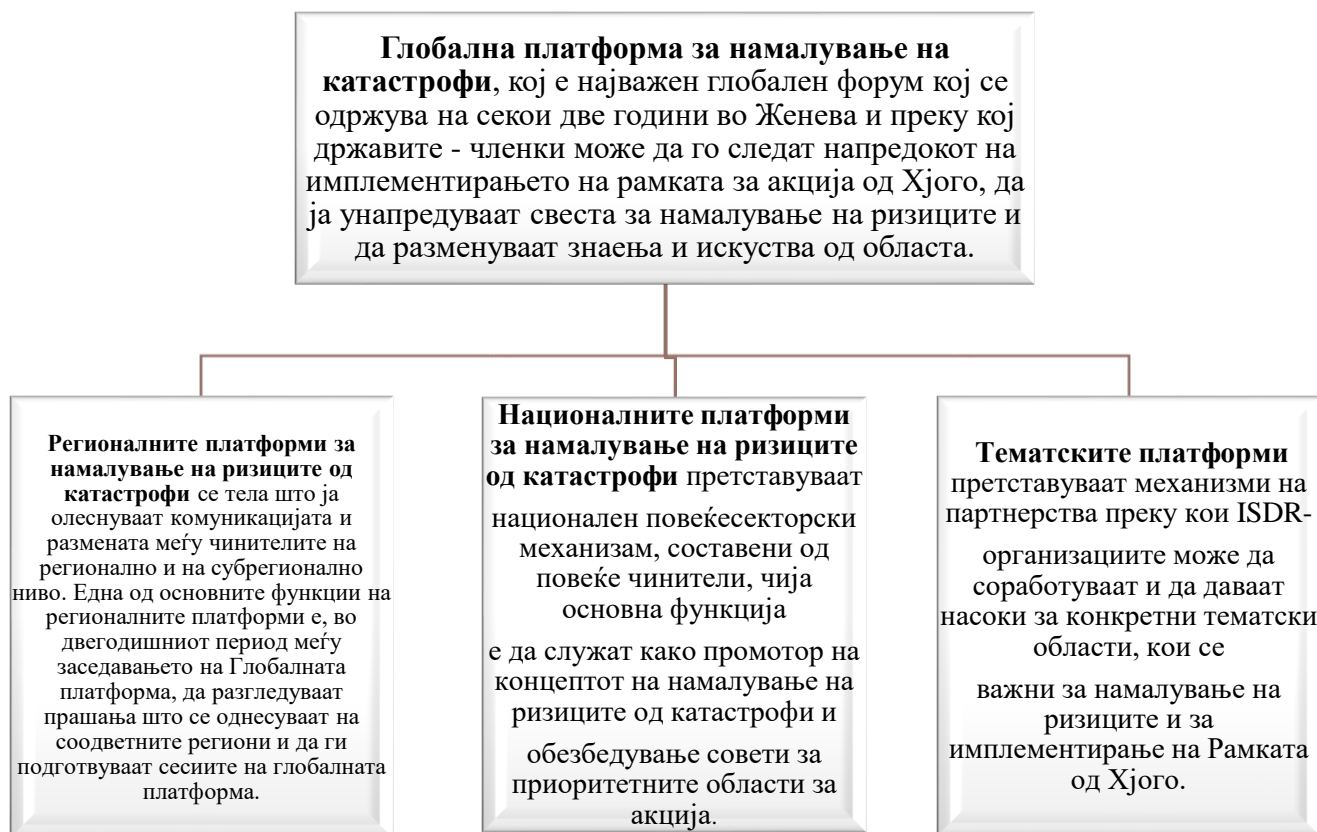 Глобална платформа за намалување на
катастрофи, кој е најважен глобален форум кој се
одржува на секои две години во Женева и преку кој
државите - членки може да го следат напредокот на
имплементирањето на рамката за акција од Хјого, да
ја унапредуваат свеста за намалување на ризиците и
да разменуваат знаења и искуства од областа.
Регионалните платформи за
намалување на ризиците од
катастрофи се тела што ја
олеснуваат комуникацијата и
размената меѓу чинителите на
регионално и на субрегионално
ниво. Една од основните функции на
регионалните платформи е, во
двегодишниот период меѓу
заседавањето на Глобалната
платформа, да разгледуваат
прашања што се однесуваат на
соодветните региони и да ги
подготвуваат сесиите на глобалната
платформа.
Националните платформи
за намалување на ризиците
од катастрофи претставуваат
национален повеќесекторски
механизам, составени од
повеќе чинители, чија
основна функција
е да служат како промотор на
концептот на намалување на
ризиците од катастрофи и
обезбедување совети за
приоритетните области за
акција.
Тематските платформи
претставуваат механизми на
партнерства преку кои ISDR-
организациите може да
соработуваат и да даваат
насоки за конкретни тематски
области, кои се
важни за намалување на
ризиците и за
имплементирање на Рамката
од Хјого.